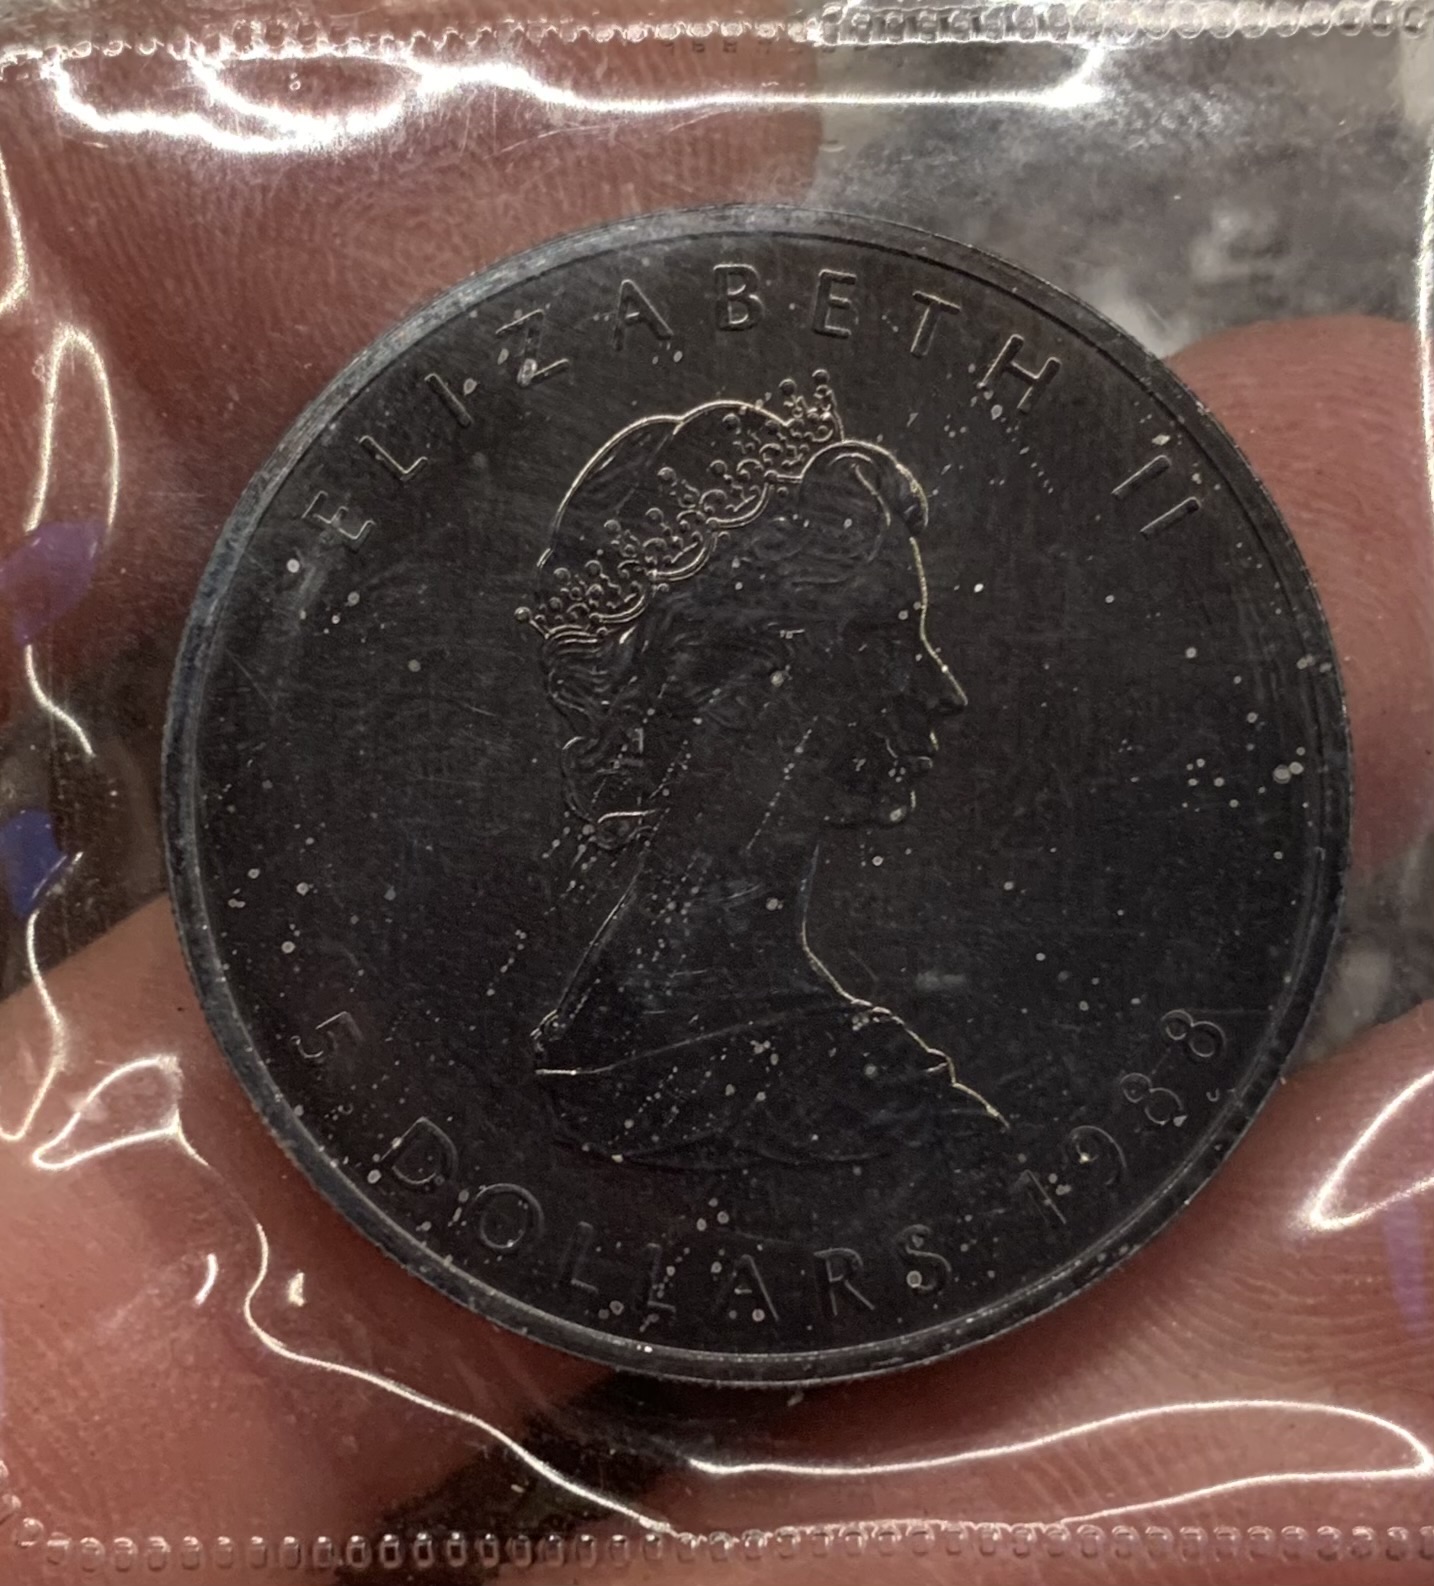 ELIZABETH II
5 DOLLARS 1988